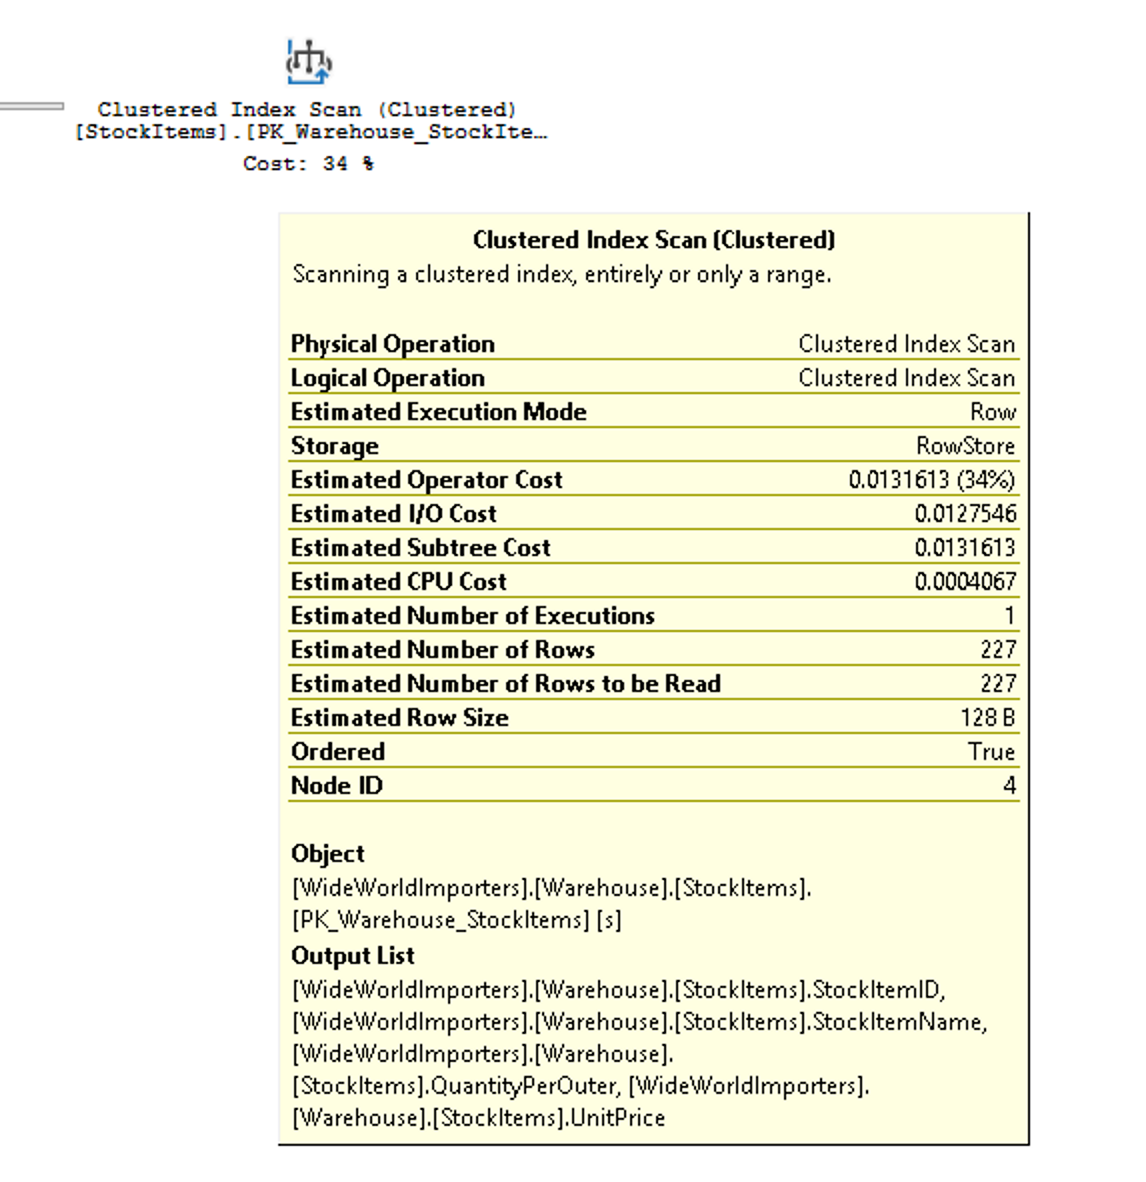 Clustered Index Scan (Clustered)
[StockItems].[PK_Warehouse_StockIte…
Cost: 34 %
Clustered Index Scan (Clustered)
Scanning a clustered index, entirely or only a range.
Physical Operation Clustered Index Scan
Logical Operation Clustered Index Scan
Estimated Execution Mode Row
Storage RowStore
Estimated Operator Cost 0.0131613 (34%)
Estimated I/O Cost 0.0127546
Estimated Subtree Cost 0.0131613
Estimated CPU Cost 0.0004067
Estimated Number of Executions 1
Estimated Number of Rows 227
Estimated Number of Rows to be Read 227
Estimated Row Size 128 B
Ordered True
Node ID 4
Object
[WideWorldImporters].[Warehouse].[StockItems].
[PK_Warehouse_StockItems] [s]
Output List
[WideWorldImporters].[Warehouse].[StockItems].StockItemID,
[WideWorldImporters].[Warehouse].[StockItems].StockItemName,
[WideWorldImporters].[Warehouse].
[StockItems].QuantityPerOuter, [WideWorldImporters].
[Warehouse].[StockItems].UnitPrice